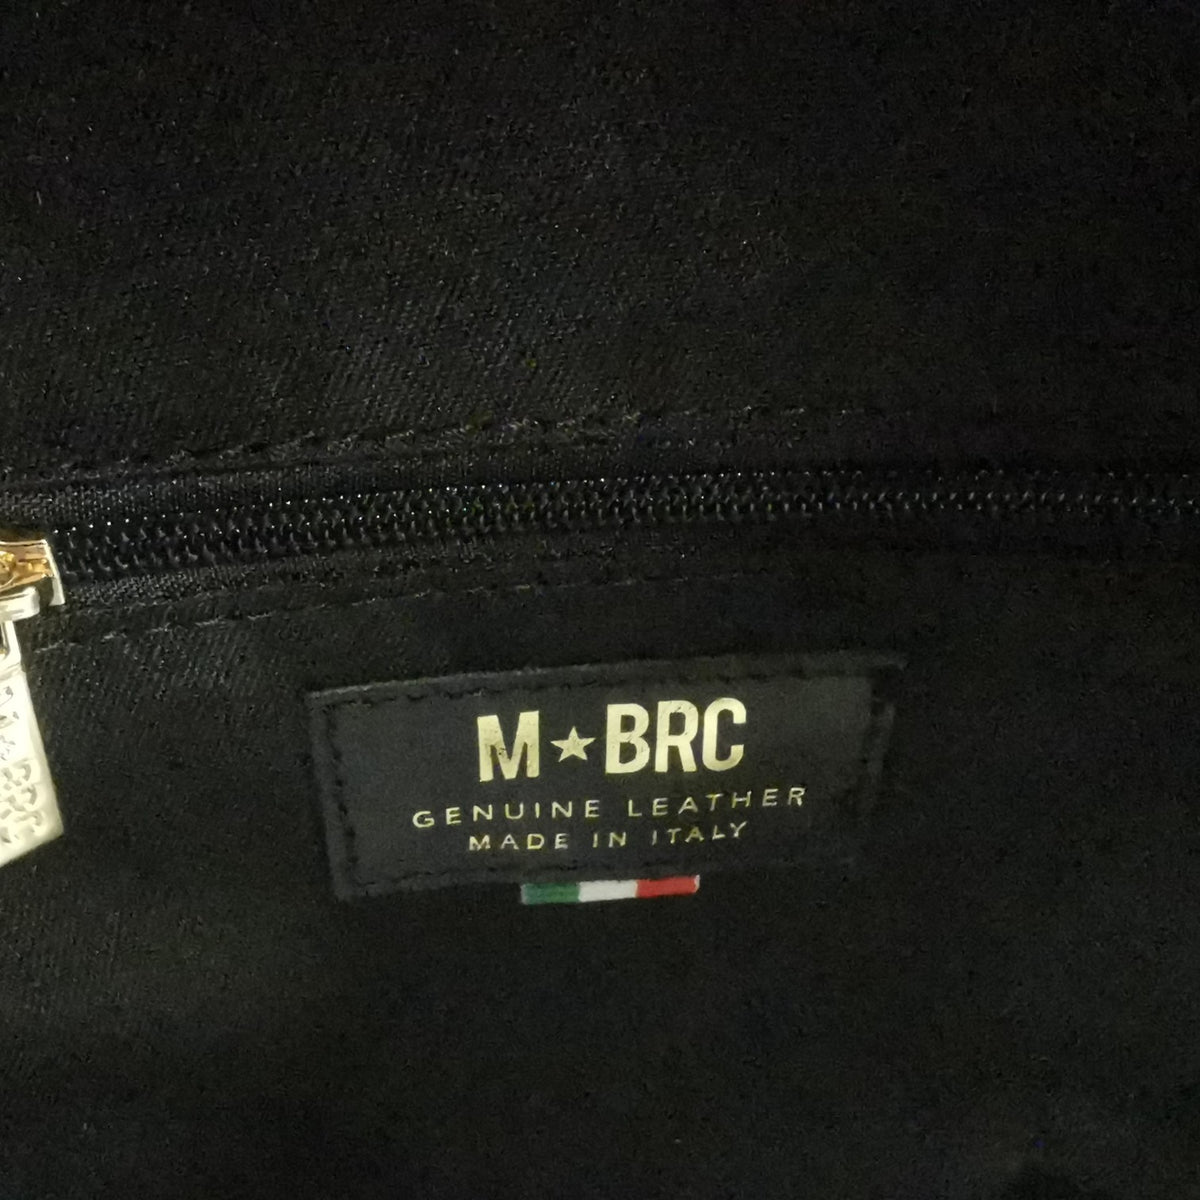 M★BRC
GENUINE LEATHER
MADE IN ITALY